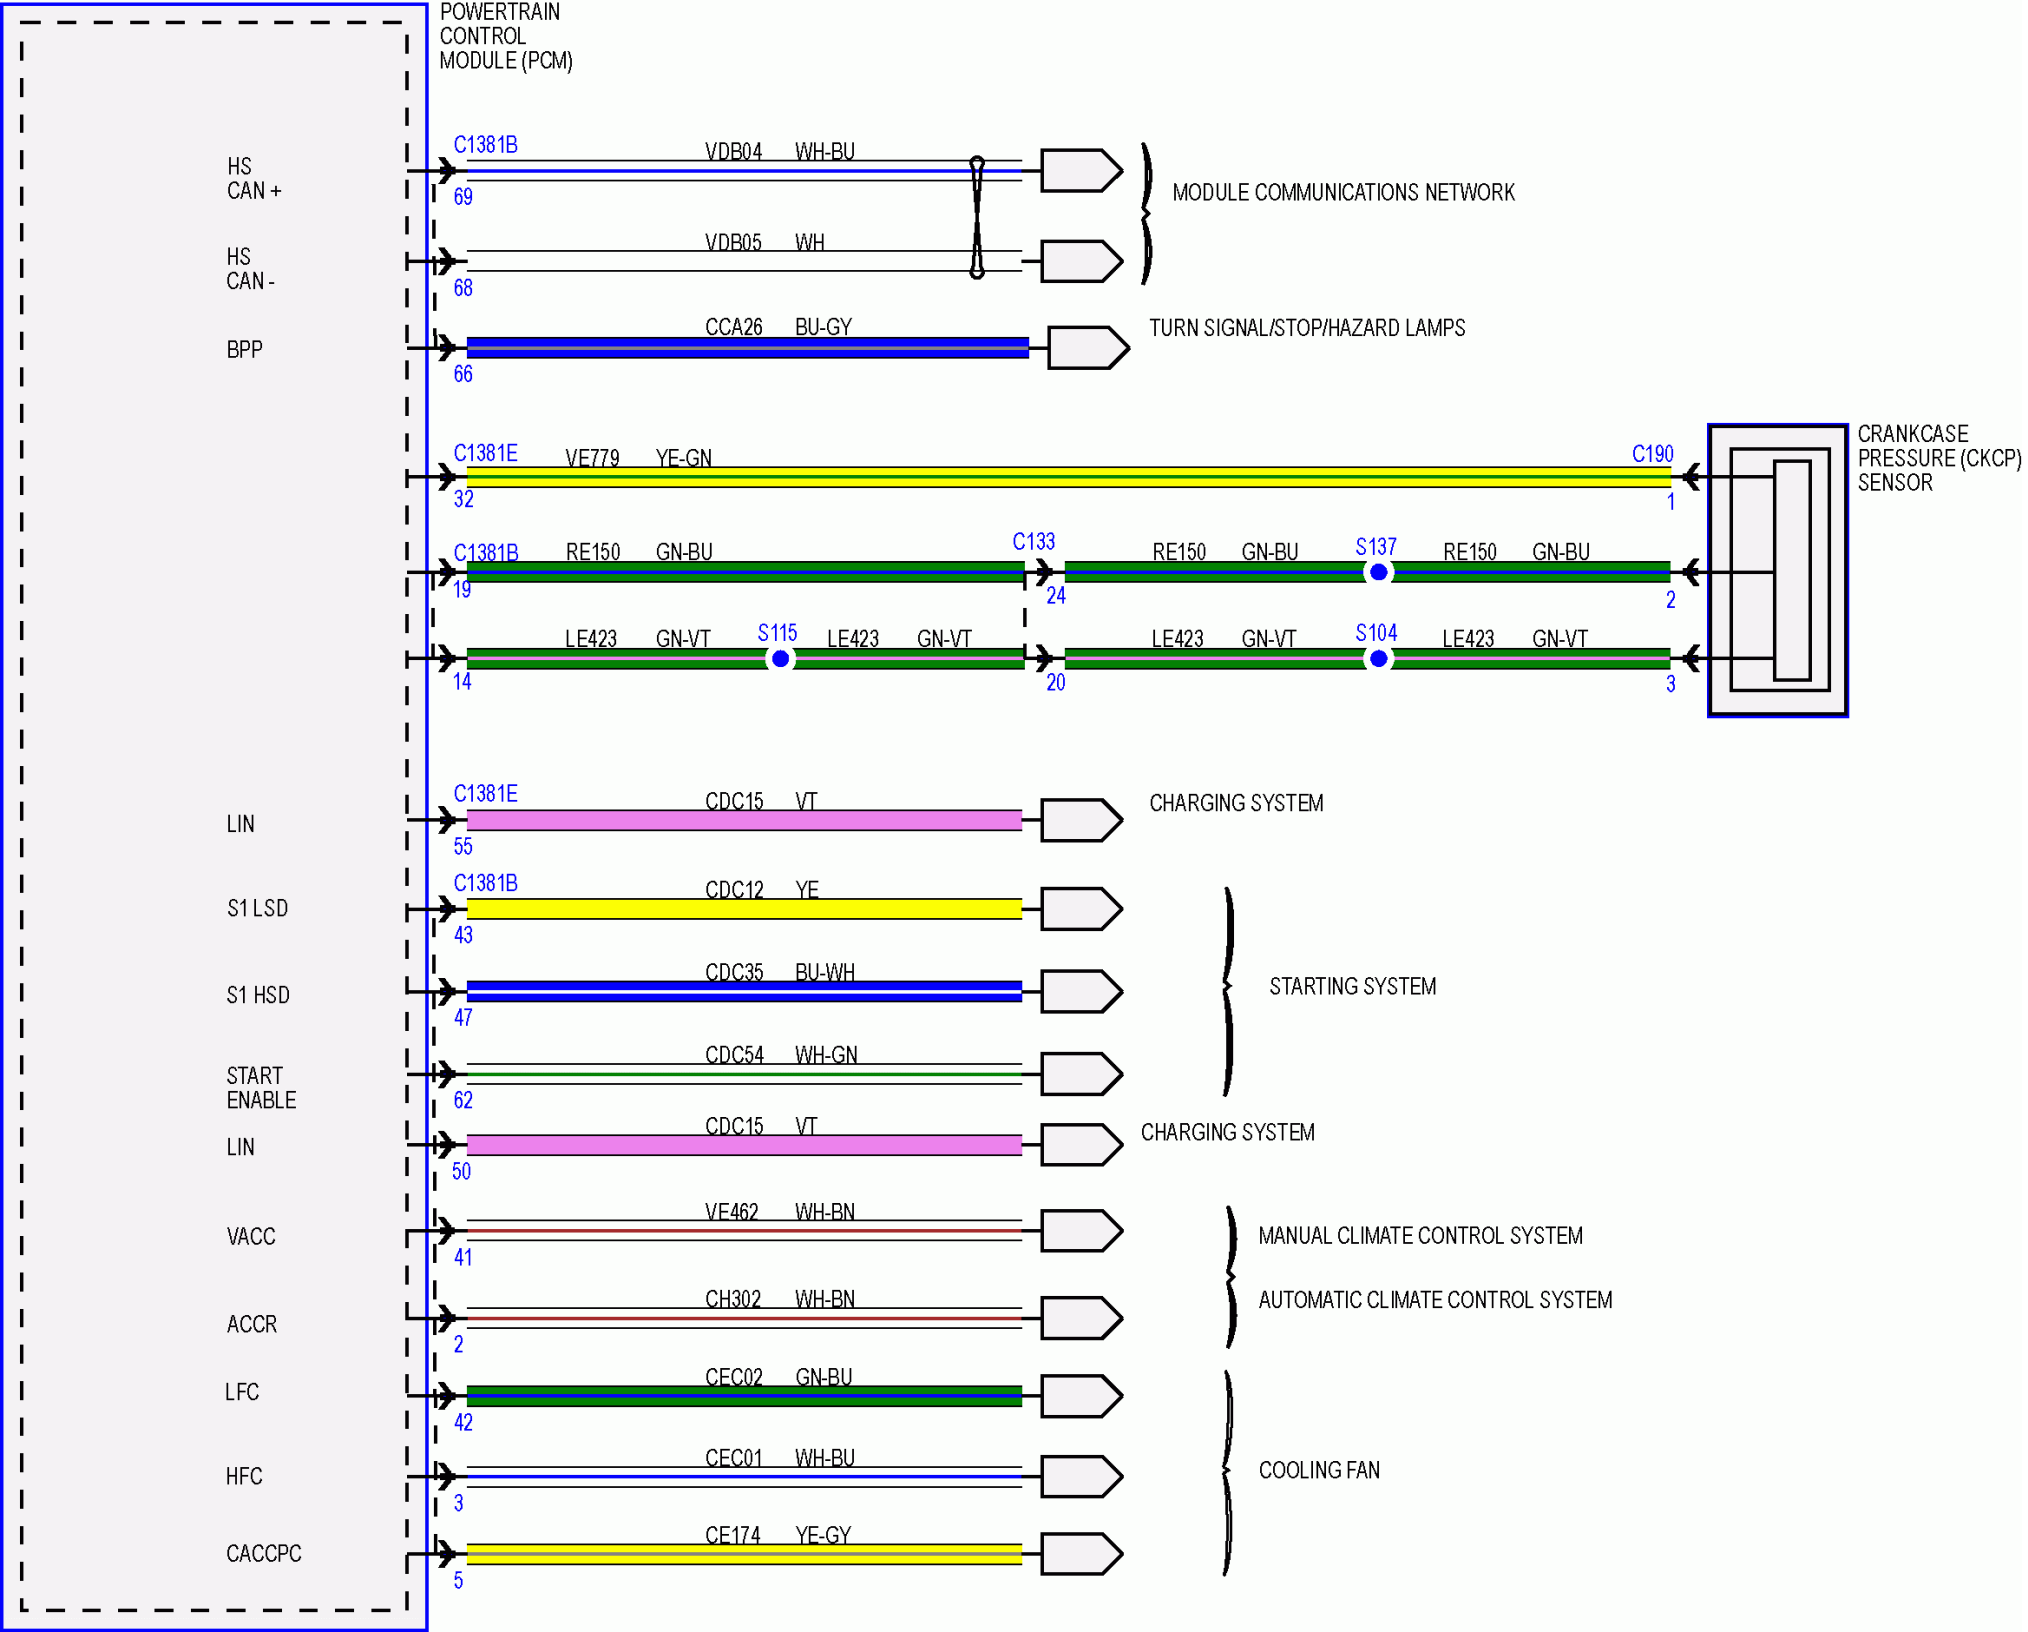 POWERTRAIN
CONTROL
MODULE (PCM)
C1381B
VDB04 WH-BU
HS
CAN +
69
MODULE COMMUNICATIONS NETWORK
VDB05 WH
HS
CAN -
68
CCA26 BU-GY
TURN SIGNAL/STOP/HAZARD LAMPS
BPP
66
CRANKCASE
PRESSURE (CKCP)
SENSOR
C1381E
VE779 YE-GN
C190
32
1
C1381B
RE150 GN-BU
C133
RE150 GN-BU
S137
RE150 GN-BU
19
24
2
LE423 GN-VT
S115
LE423 GN-VT
LE423 GN-VT
S104
LE423 GN-VT
14
20
3
C1381E
CDC15 VT
CHARGING SYSTEM
LIN
55
C1381B
CDC12 YE
S1 LSD
43
CDC35 BU-WH
STARTING SYSTEM
S1 HSD
47
CDC54 WH-GN
START
ENABLE
62
CDC15 VT
CHARGING SYSTEM
LIN
50
VE462 WH-BN
VACC
41
MANUAL CLIMATE CONTROL SYSTEM
AUTOMATIC CLIMATE CONTROL SYSTEM
CH302 WH-BN
ACCR
2
CEC02 GN-BU
LFC
42
CEC01 WH-BU
COOLING FAN
HFC
3
CE174 YE-GY
CACCPC
5